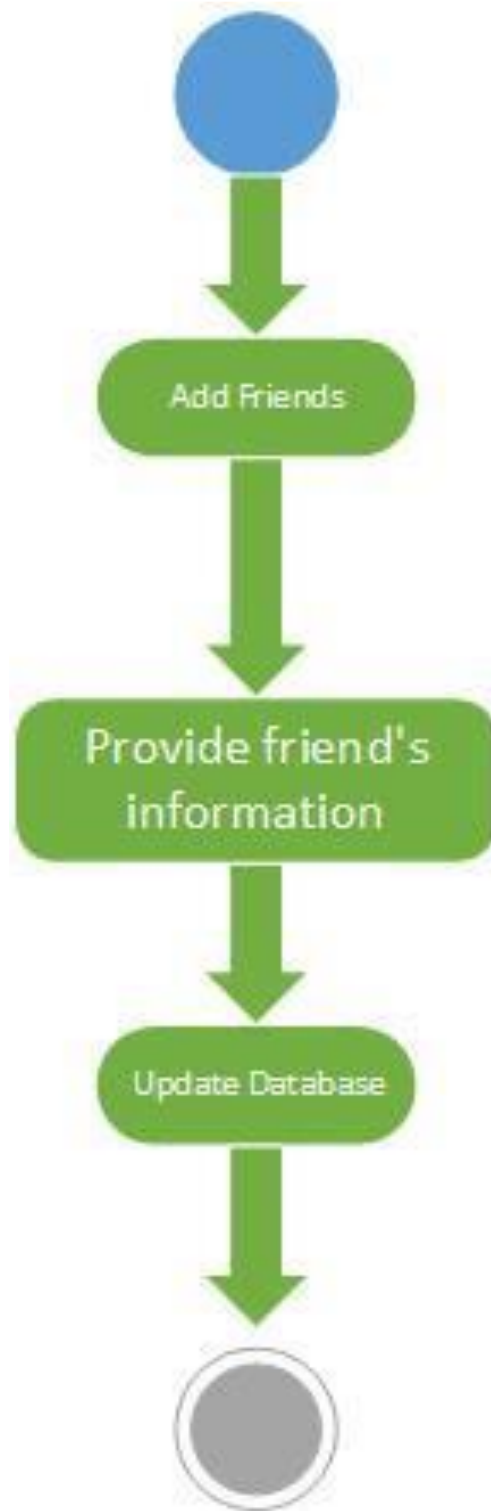 Add Friends
Provide friend's
information
Update Database